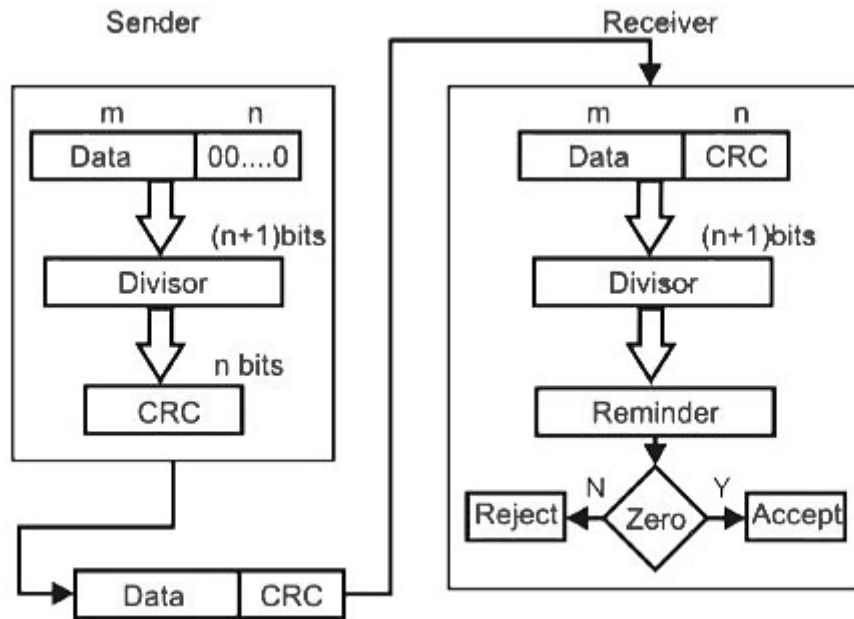 Sender
m n
Data 00....0
(n+1)bits
Divisor
n bits
CRC
Data CRC
Receiver
m n
Data CRC
(n+1)bits
Divisor
Reminder
N Y
Reject Zero Accept